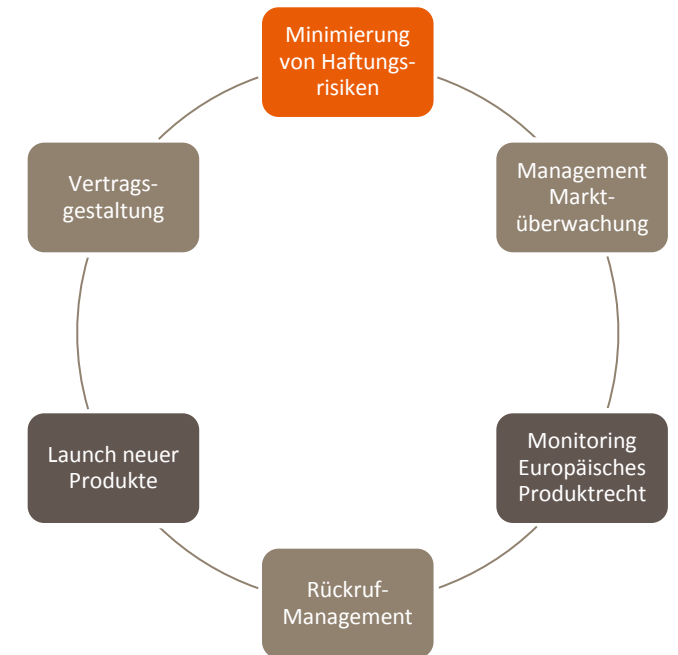 Minimierung
von Haftungs-
risiken
Management
Markt-
überwachung
Monitoring
Europäisches
Produktrecht
Rückruf-
Management
Launch neuer
Produkte
Vertrags-
gestaltung